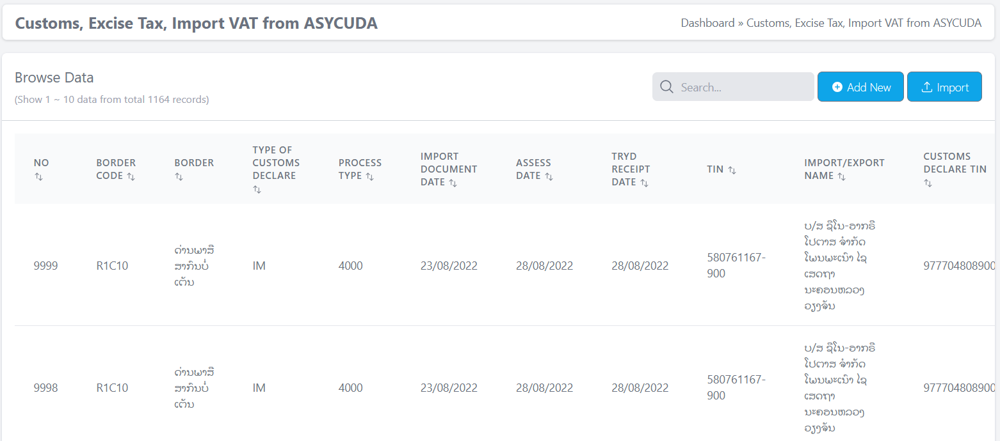 Customs, Excise Tax, Import VAT from ASYCUDA
Dashboard » Customs, Excise Tax, Import VAT from ASYCUDA
Browse Data
(Show 1 ~ 10 data from total 1164 records)
Search...
Add New
Import
NO
BORDER
CODE
BORDER
TYPE OF
CUSTOMS
DECLARE
PROCESS
TYPE
IMPORT
DOCUMENT
DATE
ASSESS
DATE
TRYD
RECEIPT
DATE
TIN
IMPORT/EXPORT
NAME
CUSTOMS
DECLARE TIN
9999
R1C10
ດ່ານພາສີ
ສາກົນບໍ່
ເຕັນ
IM
4000
23/08/2022
28/08/2022
28/08/2022
580761167-
900
ບ/ສ ຊີໂນ-ອາກຣີ
ໂປຕາສ ຈຳກັດ
ໂພນພະເນົາ ໄຊ
ເສດຖາ
ນະຄອນຫລວງ
ວຽງຈັນ
977704808900
9998
R1C10
ດ່ານພາສີ
ສາກົນບໍ່
ເຕັນ
IM
4000
23/08/2022
28/08/2022
28/08/2022
580761167-
900
ບ/ສ ຊີໂນ-ອາກຣີ
ໂປຕາສ ຈຳກັດ
ໂພນພະເນົາ ໄຊ
ເສດຖາ
ນະຄອນຫລວງ
ວຽງຈັນ
977704808900